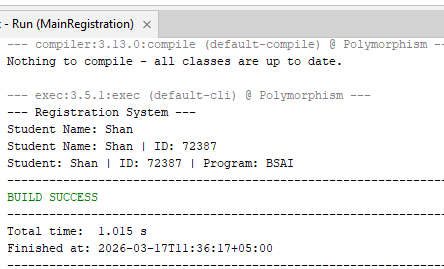 - Run (MainRegistration) ×
--- compiler:3.13.0:compile (default-compile) @ Polymorphism --
Nothing to compile - all classes are up to date.

--- exec:3.5.1:exec (default-cli) @ Polymorphism ---
--- Registration System ---
Student Name: Shan
Student Name: Shan | ID: 72387
Student: Shan | ID: 72387 | Program: BSAI
------------------------------------------------------------------------
BUILD SUCCESS
------------------------------------------------------------------------
Total time:  1.015 s
Finished at: 2026-03-17T11:36:17+05:00
------------------------------------------------------------------------